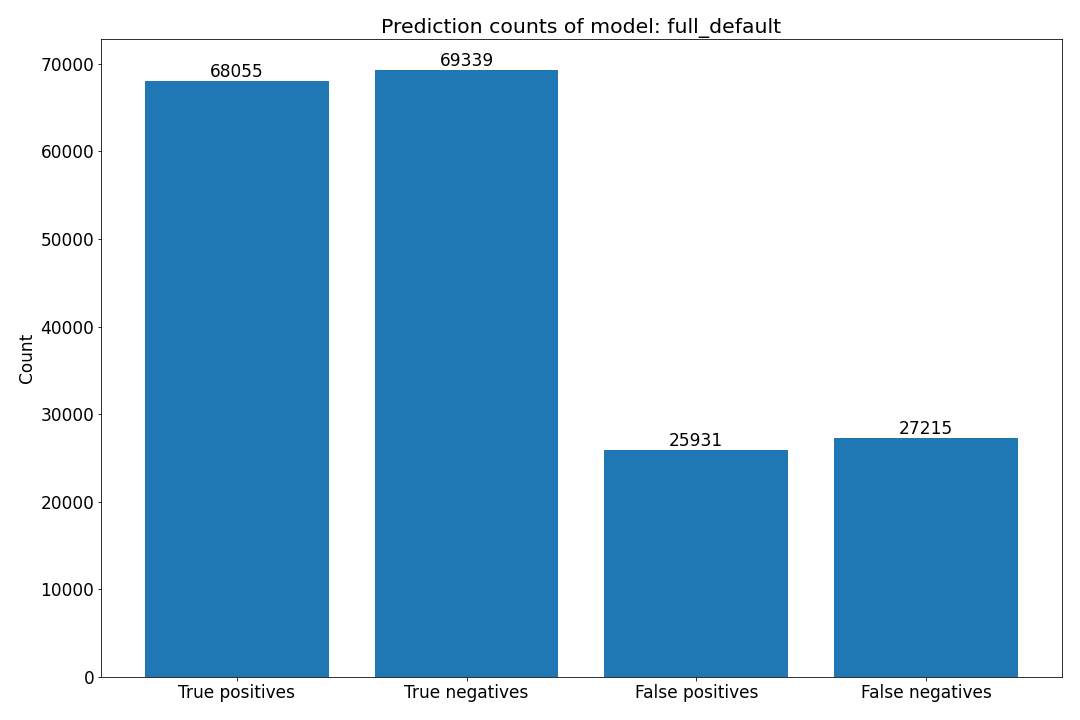 Prediction counts of model: full_default
70000
60000
50000
40000
30000
20000
10000
0
Count
68055
69339
25931
27215
True positives
True negatives
False positives
False negatives